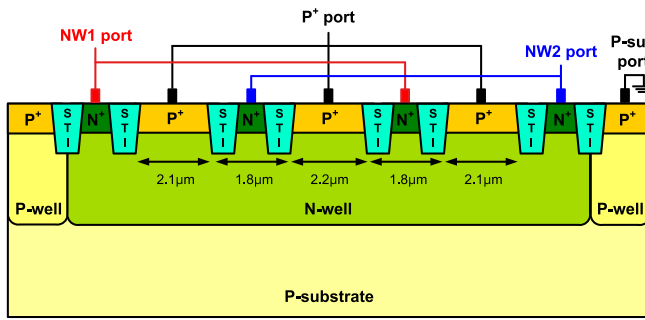 P+ port
NW1 port
NW2 port
P-su
port
P+ STI N+ STI P+ STI N+ STI P+ STI N+ STI P+ STI N+ STI P+
2.1μm 1.8μm 2.2μm 1.8μm 2.1μm
P-well N-well P-well
P-substrate